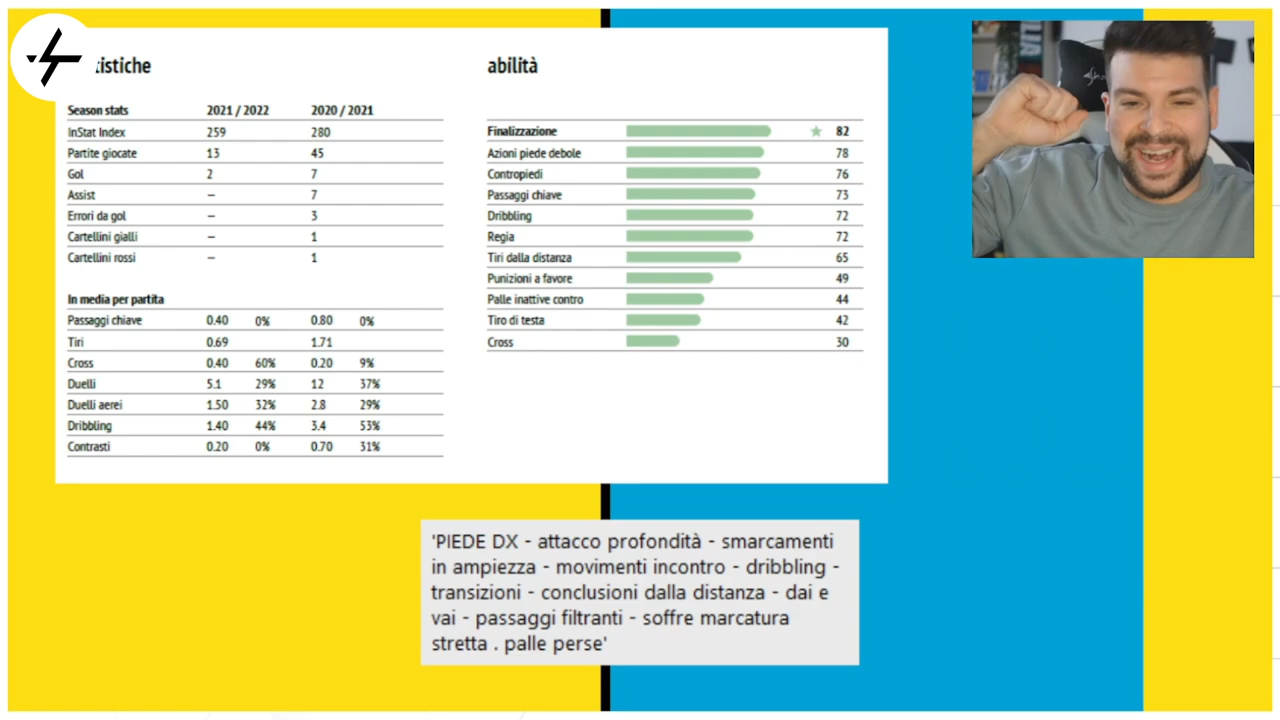 tistiche
Season stats 2021 / 2022 2020 / 2021
InStat Index 259 280
Partite giocate 13 45
Gol 2 7
Assist – 7
Errori da gol – 3
Cartellini gialli – 1
Cartellini rossi – 1
In media per partita
Passaggi chiave 0.40 0% 0.80 0%
Tiri 0.69 1.71
Cross 0.40 60% 0.20 9%
Duelli 5.1 29% 12 37%
Duelli aerei 1.50 32% 2.8 29%
Dribbling 1.40 44% 3.4 53%
Contrasti 0.20 0% 0.70 31%
abilità
Finalizzazione 82
Azioni piede debole 78
Contropiedi 76
Passaggi chiave 73
Dribbling 72
Regia 72
Tiri dalla distanza 65
Punizioni a favore 49
Palle inattive contro 44
Tiro di testa 42
Cross 30
'PIEDE DX - attacco profondità - smarcamenti
in ampiezza - movimenti incontro - dribbling -
transizioni - conclusioni dalla distanza - dai e
vai - passaggi filtranti - soffre marcatura
stretta . palle perse'